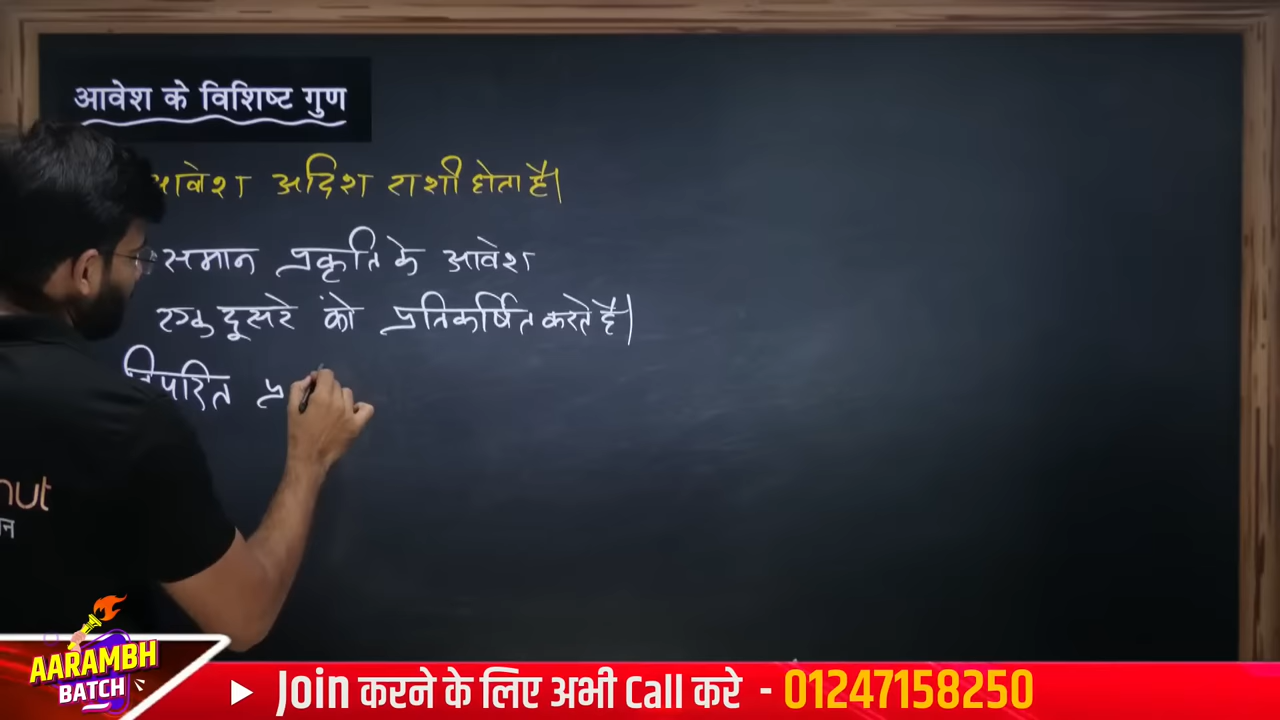 आवेश के विशिष्ट गुण
आवेश अदिश राशी होता है।
समान प्रकृति के आवेश
एक दूसरे को प्रतिकर्षित करते है।
विपरित प्र
nut
AARAMBH
BATCH
Join करने के लिए अभी Call करे - 01247158250